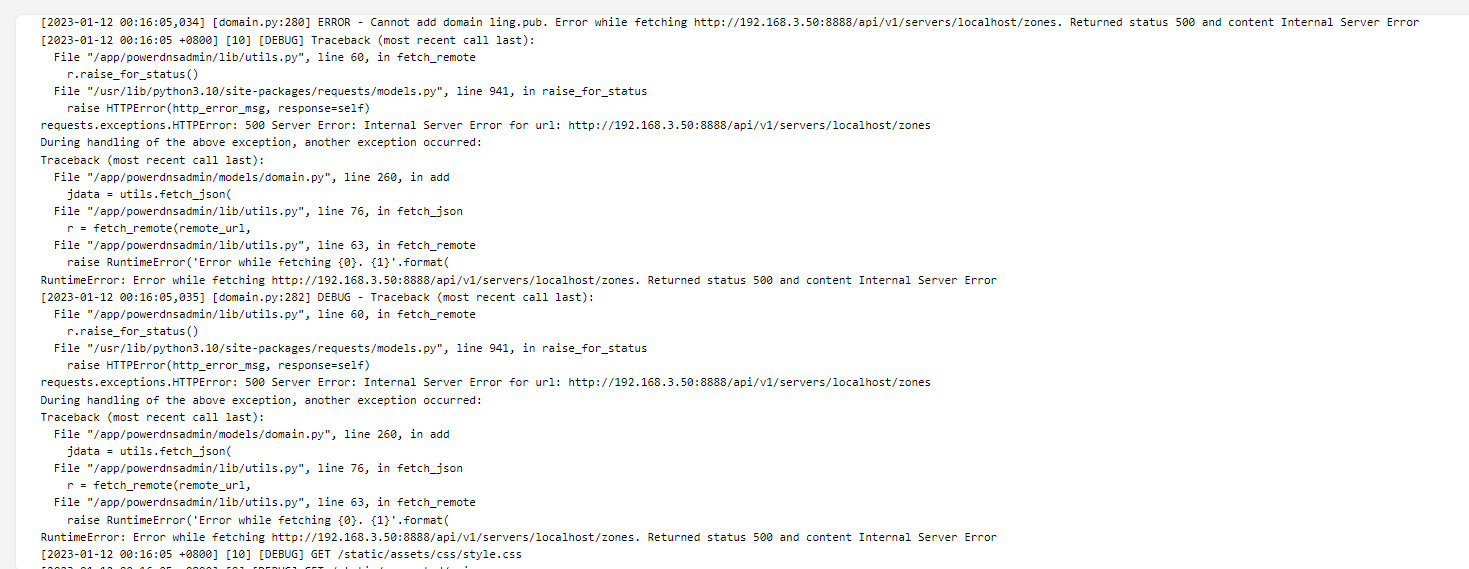 [2023-01-12 00:16:05,034] [domain.py:280] ERROR - Cannot add domain ling.pub. Error while fetching http://192.168.3.50:8888/api/v1/servers/localhost/zones. Returned status 500 and content Internal Server Error
[2023-01-12 00:16:05 +0800] [10] [DEBUG] Traceback (most recent call last):
  File "/app/powerdnsadmin/lib/utils.py", line 60, in fetch_remote
    r.raise_for_status()
  File "/usr/lib/python3.10/site-packages/requests/models.py", line 941, in raise_for_status
    raise HTTPError(http_error_msg, response=self)
requests.exceptions.HTTPError: 500 Server Error: Internal Server Error for url: http://192.168.3.50:8888/api/v1/servers/localhost/zones
During handling of the above exception, another exception occurred:
Traceback (most recent call last):
  File "/app/powerdnsadmin/models/domain.py", line 260, in add
    jdata = utils.fetch_json(
  File "/app/powerdnsadmin/lib/utils.py", line 76, in fetch_json
    r = fetch_remote(remote_url,
  File "/app/powerdnsadmin/lib/utils.py", line 63, in fetch_remote
    raise RuntimeError('Error while fetching {0}. {1}'.format(
RuntimeError: Error while fetching http://192.168.3.50:8888/api/v1/servers/localhost/zones. Returned status 500 and content Internal Server Error
[2023-01-12 00:16:05,035] [domain.py:282] DEBUG - Traceback (most recent call last):
  File "/app/powerdnsadmin/lib/utils.py", line 60, in fetch_remote
    r.raise_for_status()
  File "/usr/lib/python3.10/site-packages/requests/models.py", line 941, in raise_for_status
    raise HTTPError(http_error_msg, response=self)
requests.exceptions.HTTPError: 500 Server Error: Internal Server Error for url: http://192.168.3.50:8888/api/v1/servers/localhost/zones
During handling of the above exception, another exception occurred:
Traceback (most recent call last):
  File "/app/powerdnsadmin/models/domain.py", line 260, in add
    jdata = utils.fetch_json(
  File "/app/powerdnsadmin/lib/utils.py", line 76, in fetch_json
    r = fetch_remote(remote_url,
  File "/app/powerdnsadmin/lib/utils.py", line 63, in fetch_remote
    raise RuntimeError('Error while fetching {0}. {1}'.format(
RuntimeError: Error while fetching http://192.168.3.50:8888/api/v1/servers/localhost/zones. Returned status 500 and content Internal Server Error
[2023-01-12 00:16:05 +0800] [10] [DEBUG] GET /static/assets/css/style.css